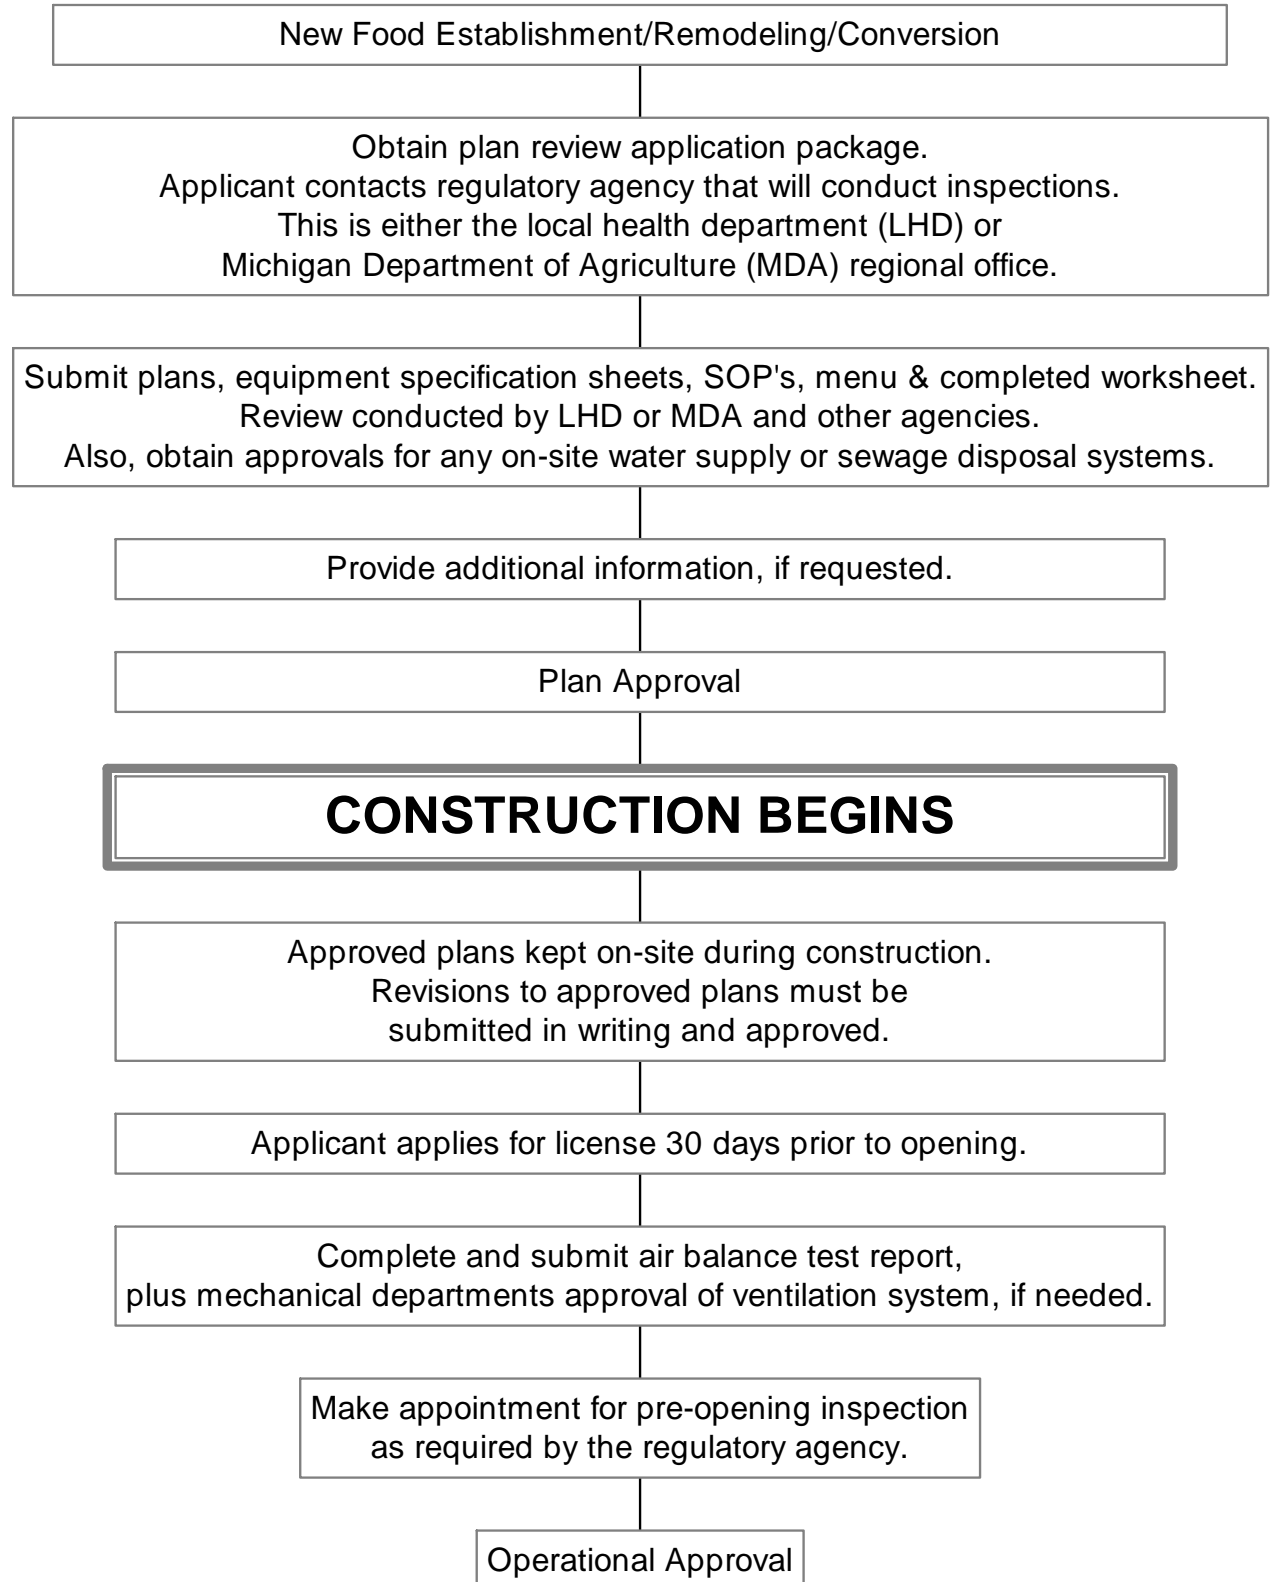 New Food Establishment/Remodeling/Conversion
Obtain plan review application package.
Applicant contacts regulatory agency that will conduct inspections.
This is either the local health department (LHD) or
Michigan Department of Agriculture (MDA) regional office.
Submit plans, equipment specification sheets, SOP's, menu & completed worksheet.
Review conducted by LHD or MDA and other agencies.
Also, obtain approvals for any on-site water supply or sewage disposal systems.
Provide additional information, if requested.
Plan Approval
CONSTRUCTION BEGINS
Approved plans kept on-site during construction.
Revisions to approved plans must be
submitted in writing and approved.
Applicant applies for license 30 days prior to opening.
Complete and submit air balance test report,
plus mechanical departments approval of ventilation system, if needed.
Make appointment for pre-opening inspection
as required by the regulatory agency.
Operational Approval